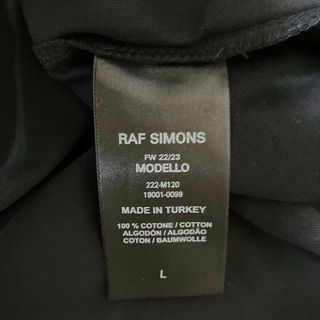 RAF SIMONS
FW 22/23
MODELLO
222-M120
19001-0099
MADE IN TURKEY
100 % COTONE / COTTON
ALGODÓN / ALGODÃO
COTON / BAUMWOLLE
L